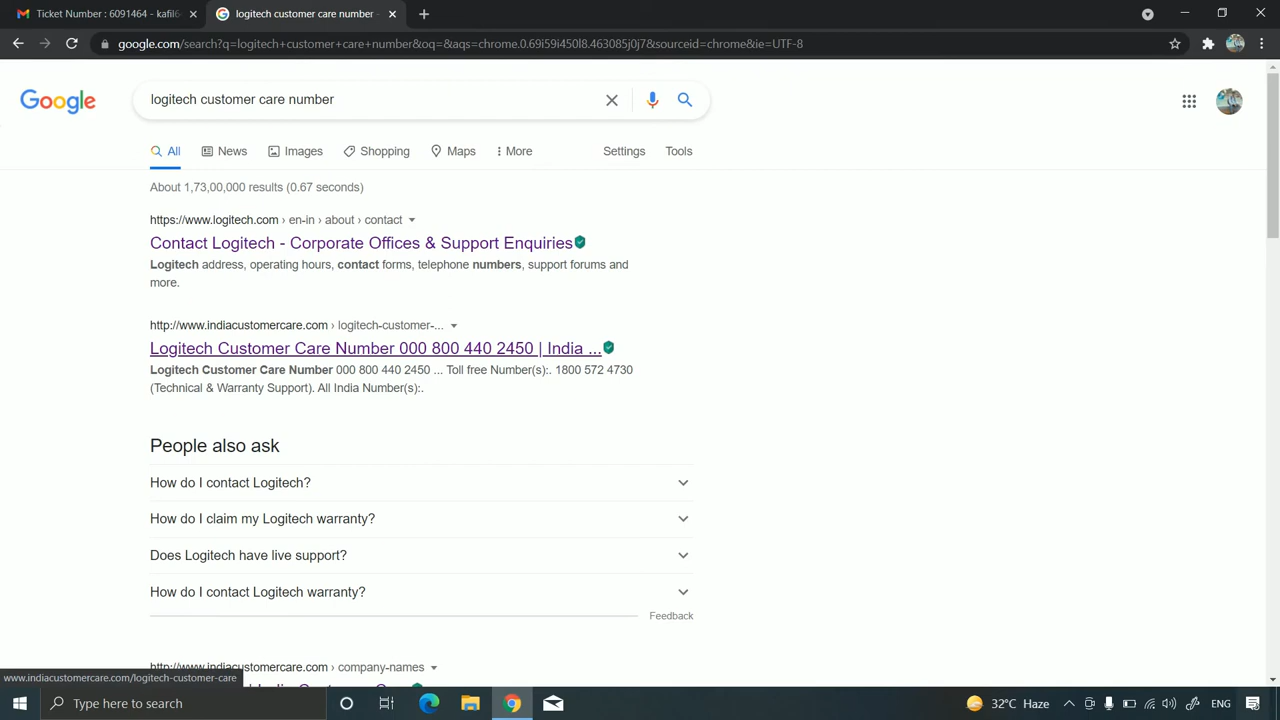 Ticket Number : 6091464 - kafil6
logitech customer care number -
google.com/search?q=logitech+customer+care+number&oq=&aqs=chrome.0.69i59i450l8.463085j0j7&sourceid=chrome&ie=UTF-8
Google
logitech customer care number
All
News
Images
Shopping
Maps
More
Settings
Tools
About 1,73,00,000 results (0.67 seconds)
https://www.logitech.com › en-in › about › contact
Contact Logitech - Corporate Offices & Support Enquiries
Logitech address, operating hours, contact forms, telephone numbers, support forums and
more.
http://www.indiacustomercare.com › logitech-customer-...
Logitech Customer Care Number 000 800 440 2450 | India ...
Logitech Customer Care Number 000 800 440 2450 ... Toll free Number(s):. 1800 572 4730
(Technical & Warranty Support). All India Number(s):.
People also ask
How do I contact Logitech?
How do I claim my Logitech warranty?
Does Logitech have live support?
How do I contact Logitech warranty?
Feedback
http://www.indiacustomercare.com › company-names
www.indiacustomercare.com/logitech-customer-care
Type here to search
32°C Haze
ENG